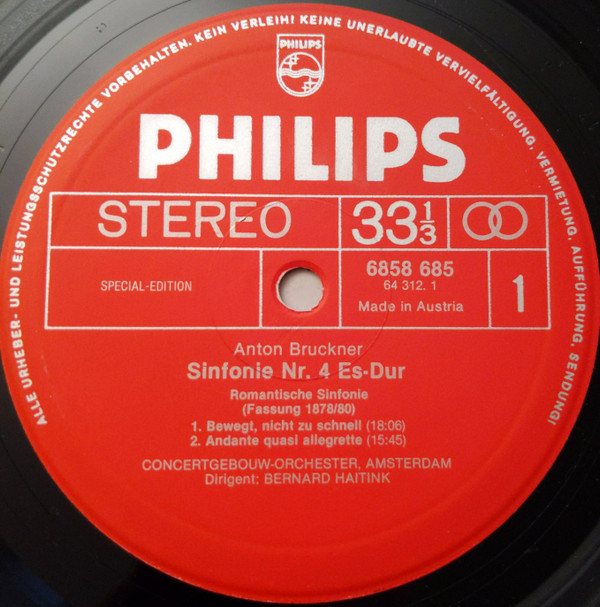 ALLE URHEBER- UND LEISTUNGSSCHUTZRECHTE VORBEHALTEN. KEIN VERLEIH! KEINE UNERLAUBTE VERVIELFÄLTIGUNG, VERMIETUNG, AUFFÜHRUNG, SENDUNG!
PHILIPS
PHILIPS
STEREO 33 1/3
SPECIAL-EDITION
6858 685
64 312. 1
Made in Austria
1
Anton Bruckner
Sinfonie Nr. 4 Es-Dur
Romantische Sinfonie
(Fassung 1878/80)
1. Bewegt, nicht zu schnell (18:06)
2. Andante quasi allegrette (15:45)
CONCERTGEBOUW-ORCHESTER, AMSTERDAM
Dirigent: BERNARD HAITINK